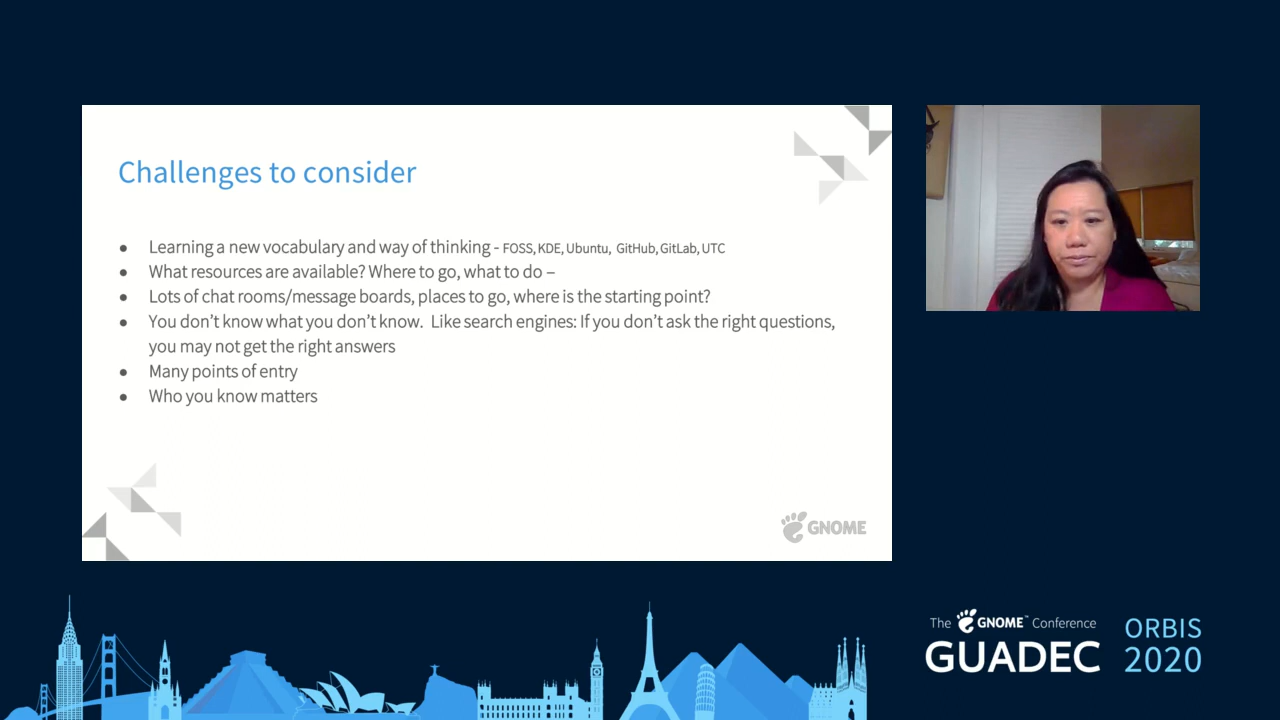 Challenges to consider
● Learning a new vocabulary and way of thinking - FOSS, KDE, Ubuntu, GitHub, GitLab, UTC
● What resources are available? Where to go, what to do –
● Lots of chat rooms/message boards, places to go, where is the starting point?
● You don't know what you don't know. Like search engines: If you don't ask the right questions,
you may not get the right answers
● Many points of entry
● Who you know matters
GNOME
The GNOME™ Conference
GUADEC
ORBIS
2020